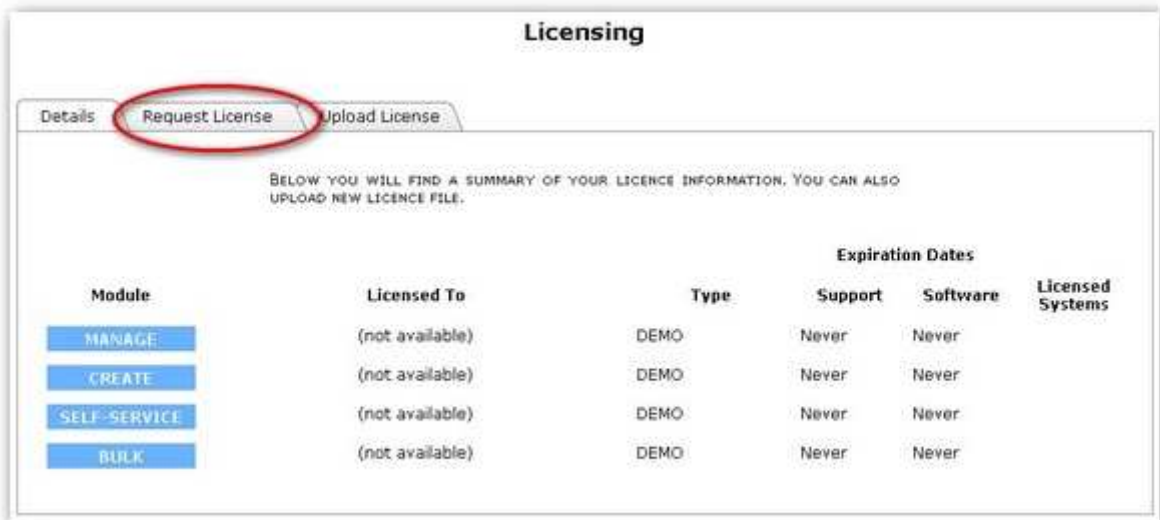 Licensing
Details Request License Upload License
BELOW YOU WILL FIND A SUMMARY OF YOUR LICENCE INFORMATION. YOU CAN ALSO
UPLOAD NEW LICENCE FILE.
Expiration Dates
Module Licensed To Type Support Software Licensed Systems
MANAGE (not available) DEMO Never Never
CREATE (not available) DEMO Never Never
SELF-SERVICE (not available) DEMO Never Never
BULK (not available) DEMO Never Never